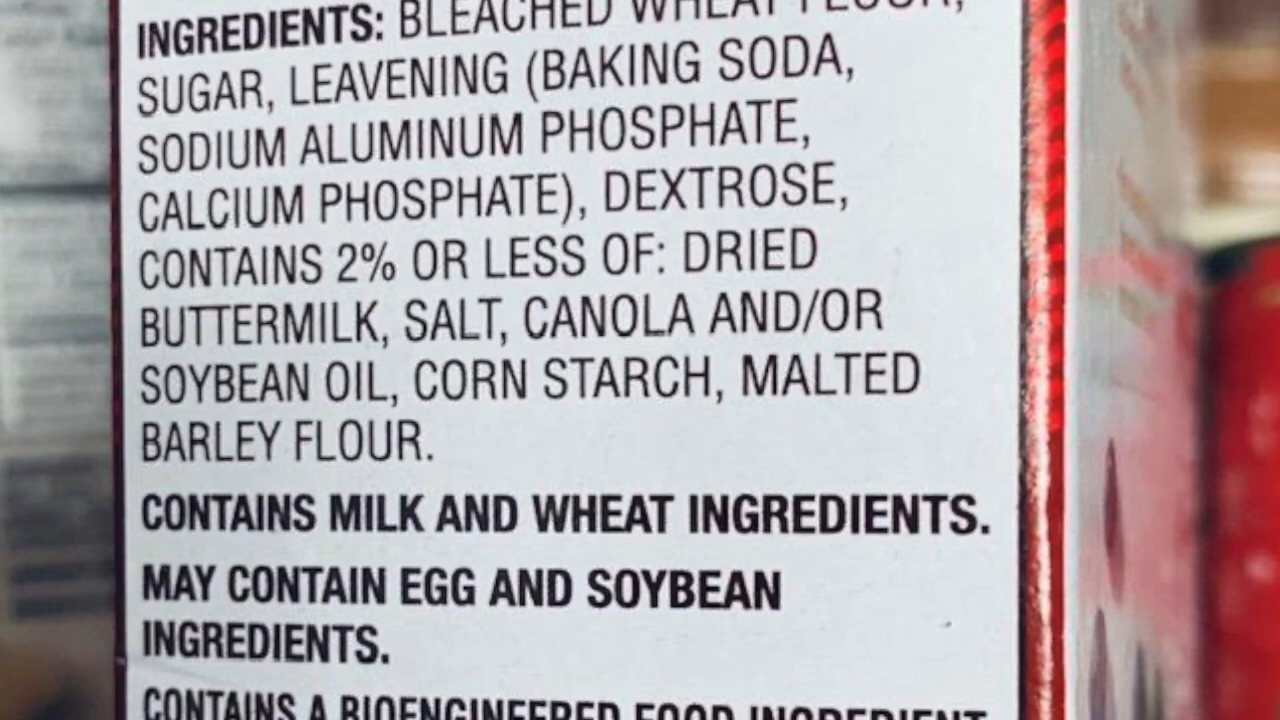 INGREDIENTS: BLEACHED WHEAT FLOUR,
SUGAR, LEAVENING (BAKING SODA,
SODIUM ALUMINUM PHOSPHATE,
CALCIUM PHOSPHATE), DEXTROSE,
CONTAINS 2% OR LESS OF: DRIED
BUTTERMILK, SALT, CANOLA AND/OR
SOYBEAN OIL, CORN STARCH, MALTED
BARLEY FLOUR.
CONTAINS MILK AND WHEAT INGREDIENTS.
MAY CONTAIN EGG AND SOYBEAN
INGREDIENTS.
CONTAINS A BIOENGINEERED FOOD INGREDIENT